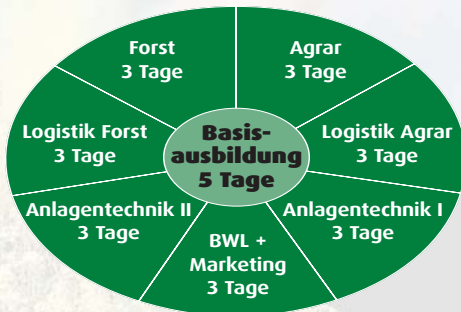 Forst
3 Tage
Agrar
3 Tage
Logistik Forst
3 Tage
Basis-
ausbildung
5 Tage
Logistik Agrar
3 Tage
Anlagentechnik II
3 Tage
BWL +
Marketing
3 Tage
Anlagentechnik I
3 Tage